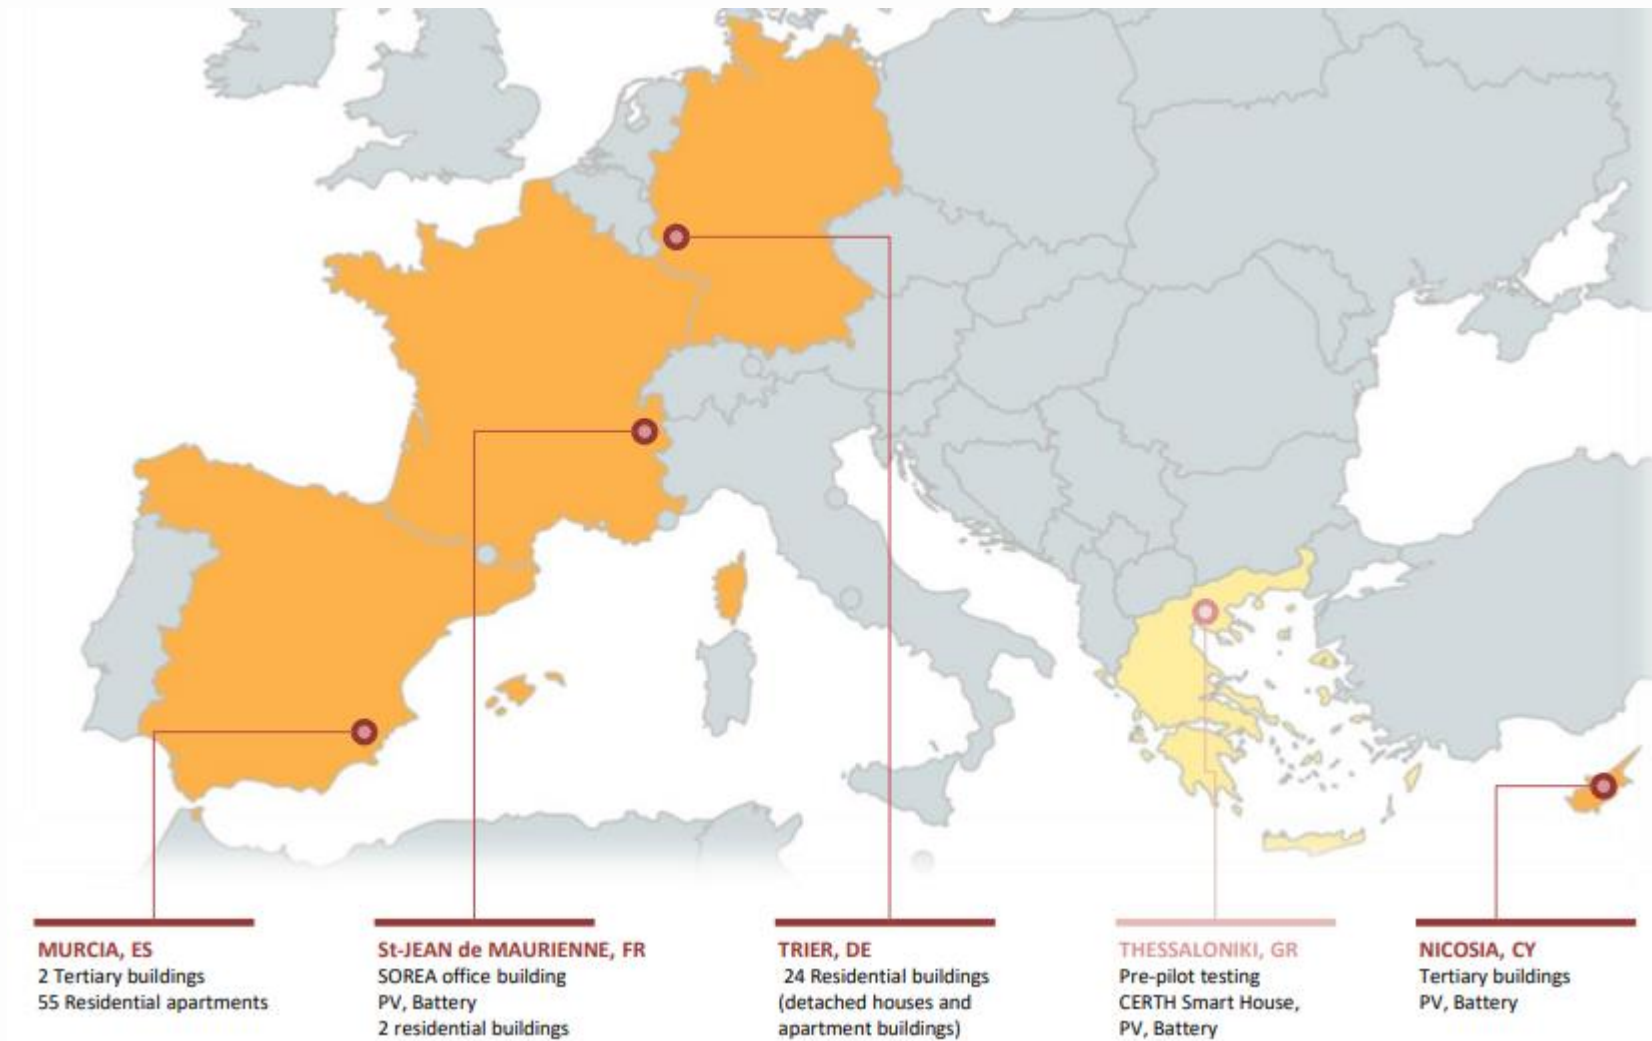 MURCIA, ES
2 Tertiary buildings
55 Residential apartments
St-JEAN de MAURIENNE, FR
SOREA office building
PV, Battery
2 residential buildings
TRIER, DE
24 Residential buildings
(detached houses and
apartment buildings)
THESSALONIKI, GR
Pre-pilot testing
CERTH Smart House,
PV, Battery
NICOSIA, CY
Tertiary buildings
PV, Battery